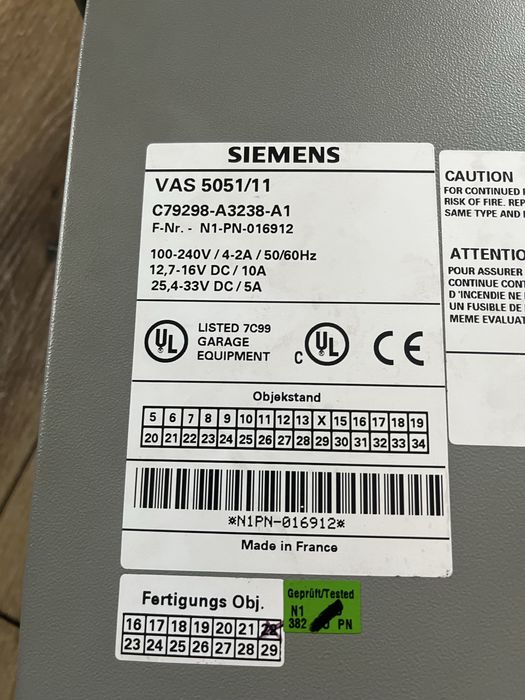 SIEMENS
VAS 5051/11
C79298-A3238-A1
F-Nr. - N1-PN-016912
100-240V / 4-2A / 50/60Hz
12,7-16V DC / 10A
25,4-33V DC / 5A
UL
LISTED 7C99
GARAGE
EQUIPMENT
C UL CE
Objekstand
5 6 7 8 9 10 11 12 13 X 15 16 17 18 19
20 21 22 23 24 25 26 27 28 29 30 31 32 33 34
*N1PN-016912*
Made in France
CAUTION
FOR CONTINUED
RISK OF FIRE. REP
SAME TYPE AND
ATTENTIO
POUR ASSURER
CONTINUE CONT
D'INCENDIE NE
UN FUSIBLE DE
MEME EVALUAT
Fertigungs Obj.
16 17 18 19 20 21
23 24 25 26 27 28 29
Geprüft/Tested
N1
382 PN